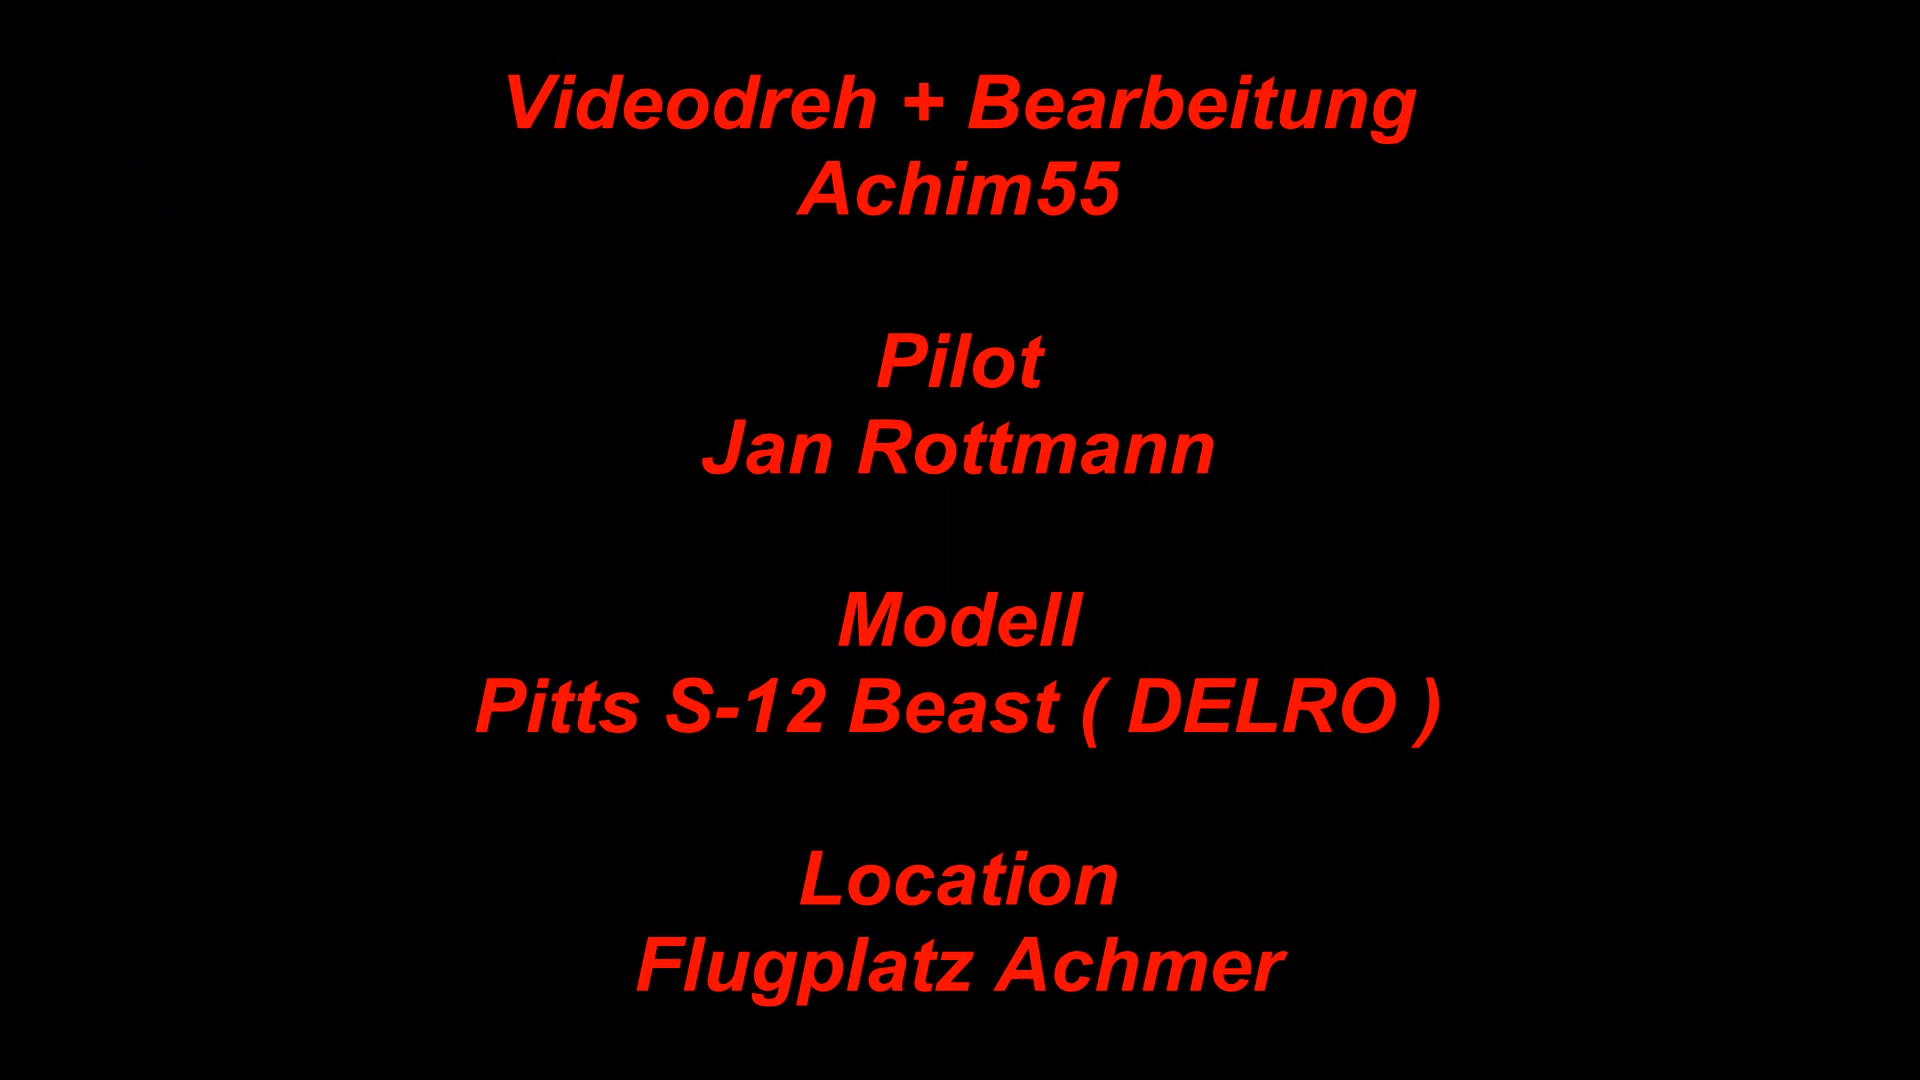 Videodreh + Bearbeitung
Achim55
Pilot
Jan Rottmann
Modell
Pitts S-12 Beast ( DELRO )
Location
Flugplatz Achmer